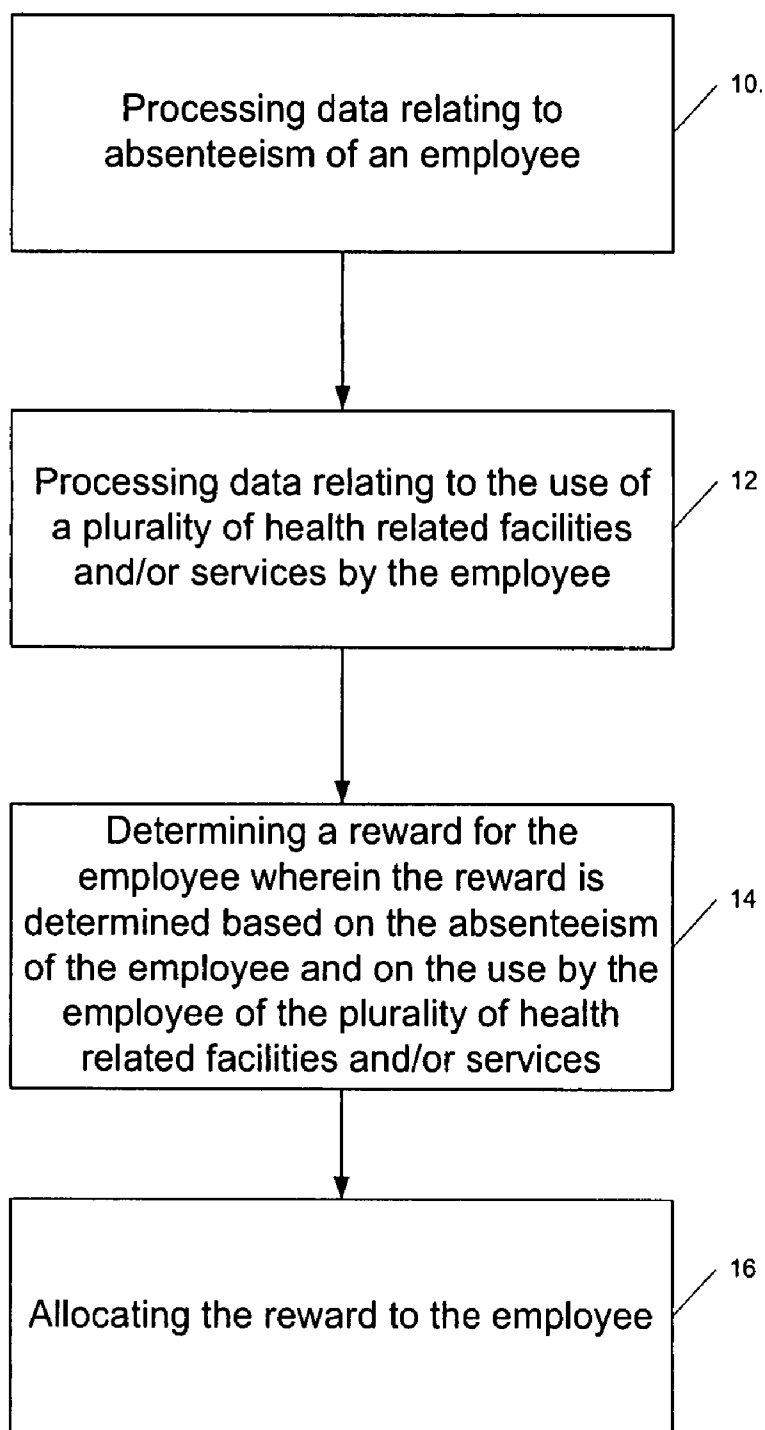 Processing data relating to
absenteeism of an employee
10.
Processing data relating to the use of
a plurality of health related facilities
and/or services by the employee
12
Determining a reward for the
employee wherein the reward is
determined based on the absenteeism
of the employee and on the use by the
employee of the plurality of health
related facilities and/or services
14
Allocating the reward to the employee
16